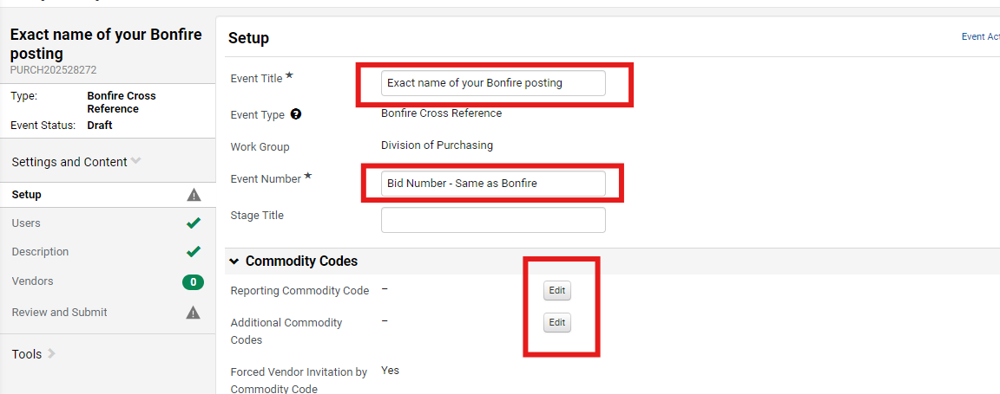 Exact name of your Bonfire
posting
PURCH202528272
Type: Bonfire Cross
Reference
Event Status: Draft
Settings and Content
Setup
Users
Description
Vendors 0
Review and Submit
Tools
Setup
Event Act
Event Title ★ Exact name of your Bonfire posting
Event Type ? Bonfire Cross Reference
Work Group Division of Purchasing
Event Number ★ Bid Number - Same as Bonfire
Stage Title
Commodity Codes
Reporting Commodity Code – Edit
Additional Commodity – Edit
Codes
Forced Vendor Invitation by Yes
Commodity Code